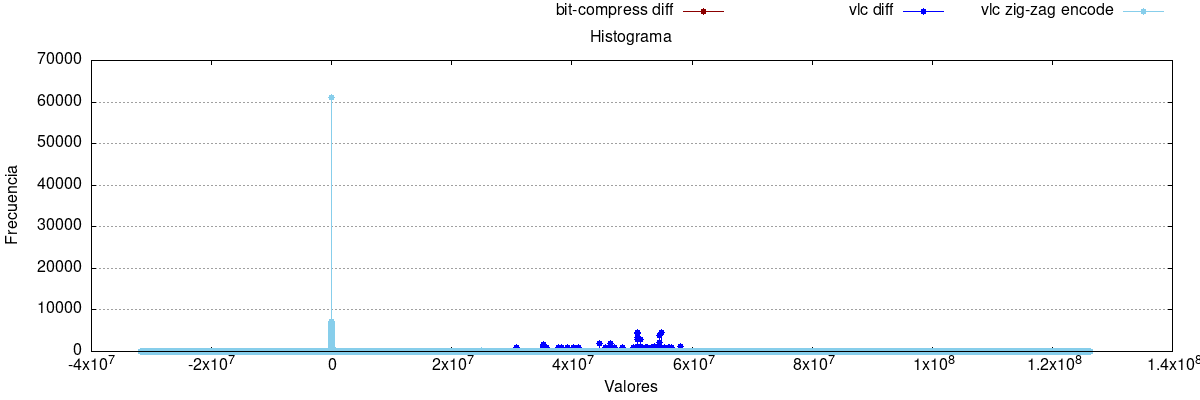 bit-compress diff vlc diff vlc zig-zag encode
Histograma
70000
60000
50000
40000
30000
20000
10000
0
Frecuencia
-4x10⁷ -2x10⁷ 0 2x10⁷ 4x10⁷ 6x10⁷ 8x10⁷ 1x10⁸ 1.2x10⁸ 1.4x10⁸
Valores